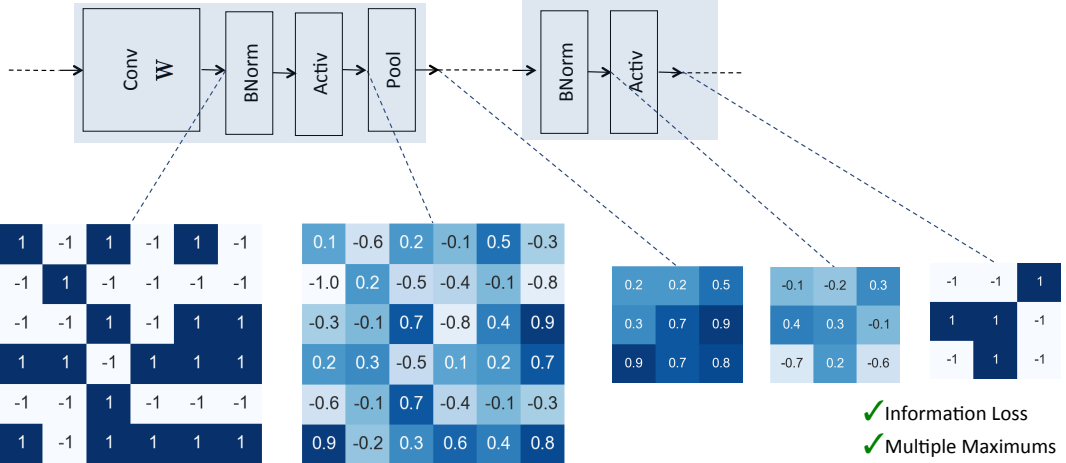 Conv
W
BNorm
Activ
Pool
BNorm
Activ
1 -1 1 -1 1 -1
-1 1 -1 -1 -1 -1
-1 -1 1 -1 1 1
1 1 -1 1 1 1
-1 -1 1 -1 -1 -1
1 -1 1 1 1 1
0.1 -0.6 0.2 -0.1 0.5 -0.3
-1.0 0.2 -0.5 -0.4 -0.1 -0.8
-0.3 -0.1 0.7 -0.8 0.4 0.9
0.2 0.3 -0.5 0.1 0.2 0.7
-0.6 -0.1 0.7 -0.4 -0.1 -0.3
0.9 -0.2 0.3 0.6 0.4 0.8
0.2 0.2 0.5
0.3 0.7 0.9
0.9 0.7 0.8
-0.1 -0.2 0.3
0.4 0.3 -0.1
-0.7 0.2 -0.6
-1 -1 1
1 1 -1
-1 1 -1
✓Information Loss
✓Multiple Maximums